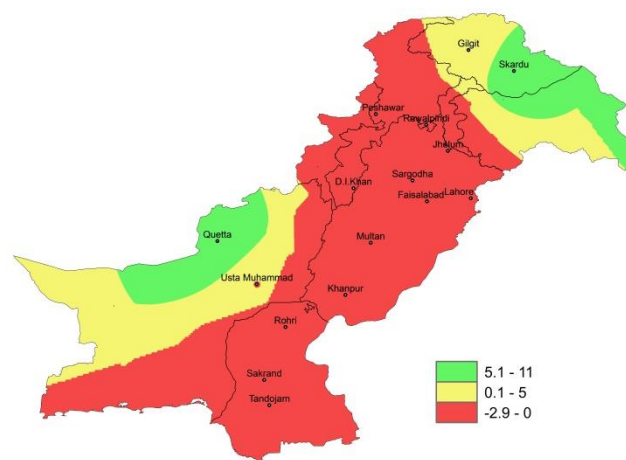 Gilgit
Skardu
Peshawar
Rawalpindi
Jhelum
Sargodha
D.I.Khan
Faisalabad
Lahore
Quetta
Multan
Usta Muhammad
Khanpur
Rohri
Sakrand
Tandojam
5.1 - 11
0.1 - 5
-2.9 - 0